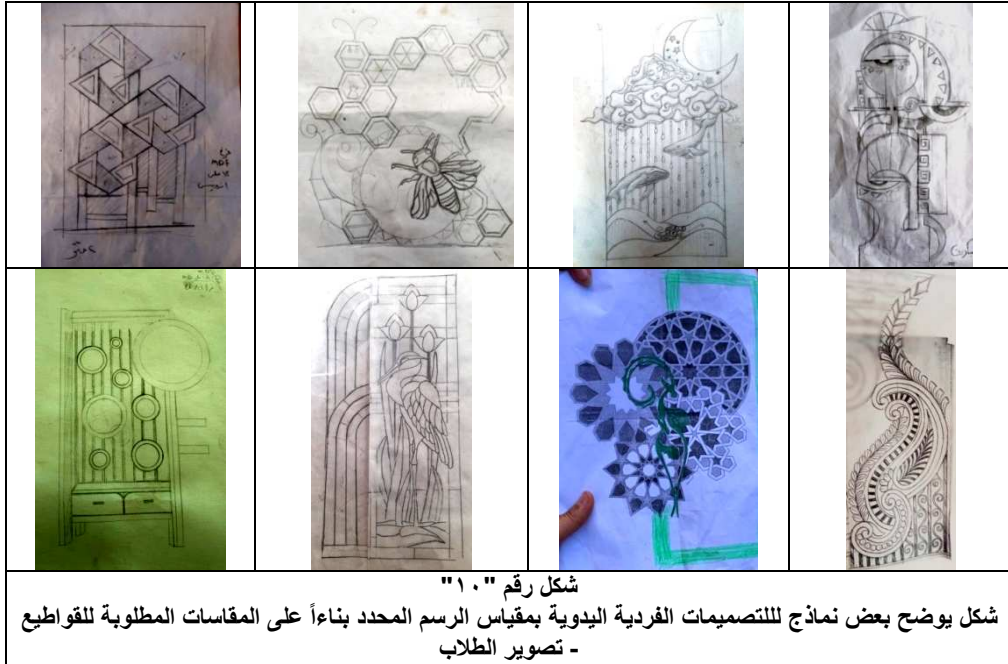 شكل رقم "١٠"
شكل يوضح بعض نماذج لللتصميمات الفردية اليدوية بمقياس الرسم المحدد بناءاً على المقاسات المطلوبة للقواطيع
- تصوير الطلاب